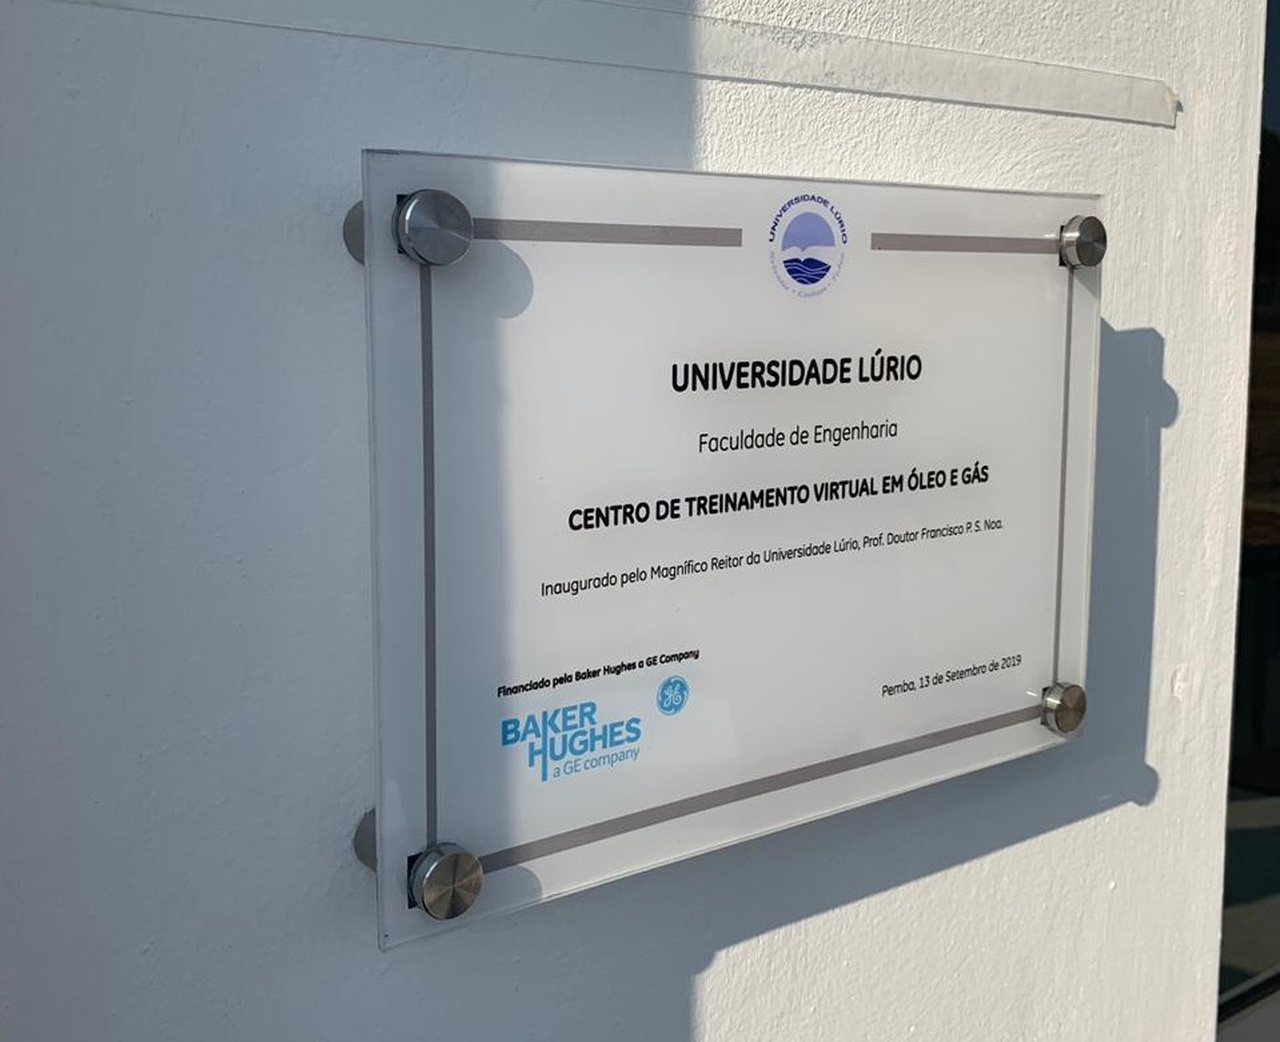 UNIVERSIDADE LÚRIO
UNIVERSIDADE LÚRIO
Faculdade de Engenharia
CENTRO DE TREINAMENTO VIRTUAL EM ÓLEO E GÁS
Inaugurado pelo Magnífico Reitor da Universidade Lúrio, Prof. Doutor Francisco P. S. Noa.
Financiado pela Baker Hughes a GE Company
GE
BAKER
HUGHES
a GE company
Pemba, 13 de Setembro de 2019